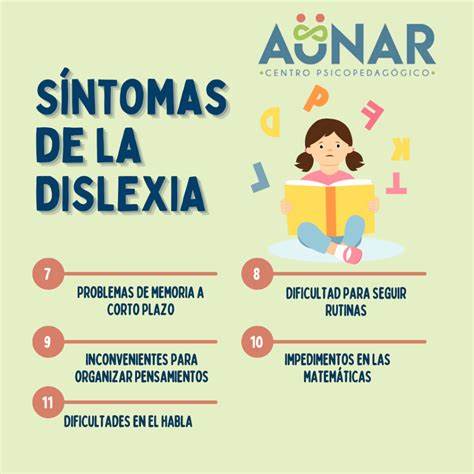 AUNAR
•CENTRO PSICOPEDAGÓGICO•
SÍNTOMAS
DE LA
DISLEXIA
D P F K T L
7
PROBLEMAS DE MEMORIA A
CORTO PLAZO
8
DIFICULTAD PARA SEGUIR
RUTINAS
9
INCONVENIENTES PARA
ORGANIZAR PENSAMIENTOS
10
IMPEDIMENTOS EN LAS
MATEMÁTICAS
11
DIFICULTADES EN EL HABLA